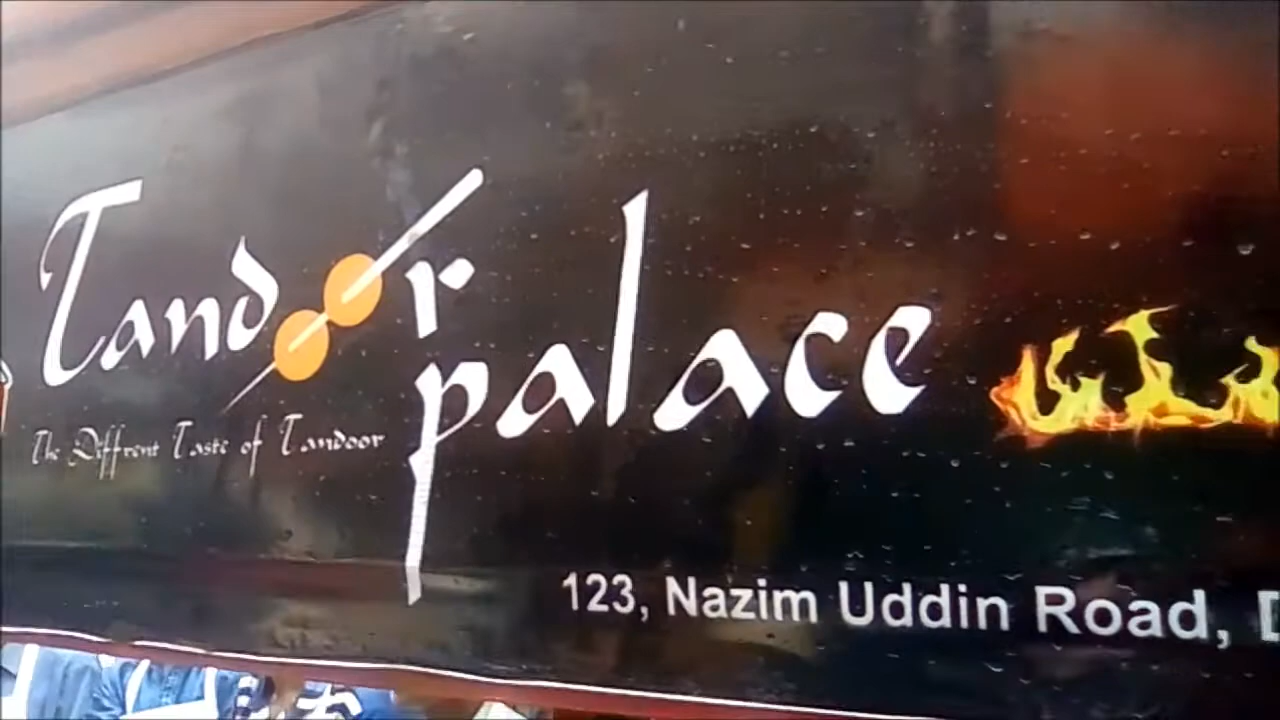 Tandoor
palace
The Diffrent Taste of Tandoor
123, Nazim Uddin Road,